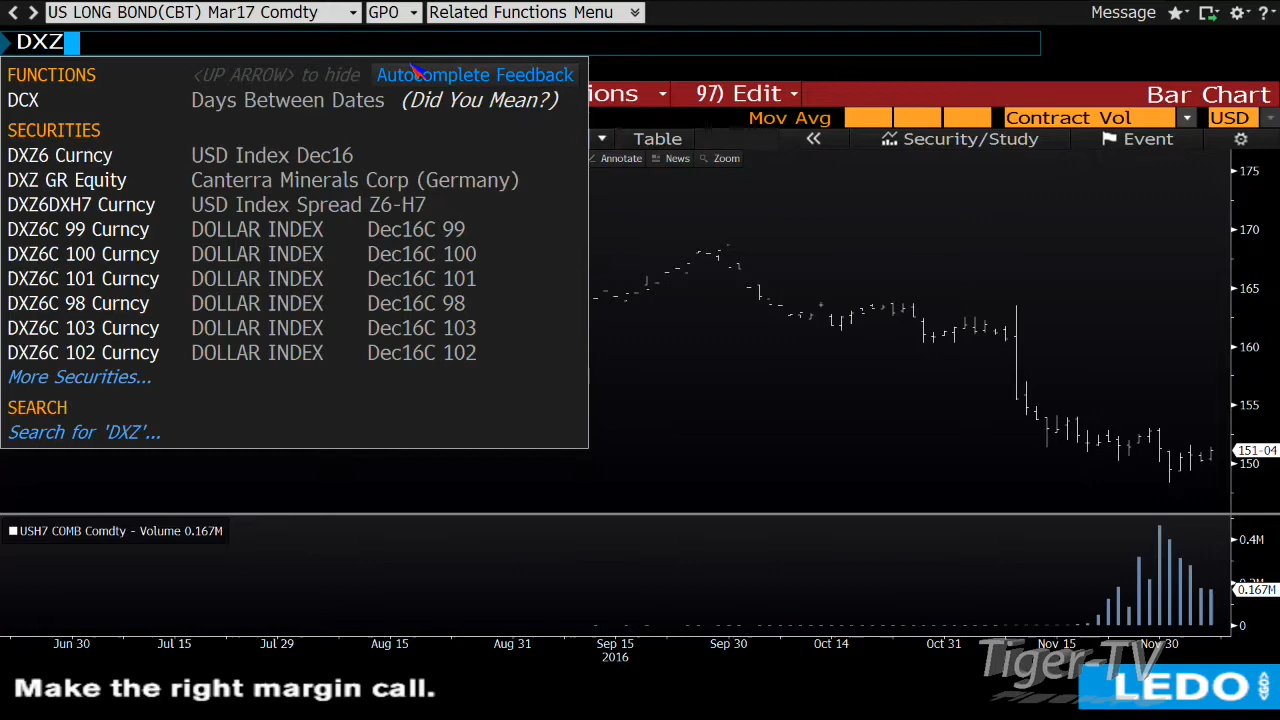 US LONG BOND(CBT) Mar17 Comdty GPO Related Functions Menu Message
DXZ
FUNCTIONS <UP ARROW> to hide Autocomplete Feedback
DCX Days Between Dates (Did You Mean?)
SECURITIES
DXZ6 Curncy USD Index Dec16
DXZ GR Equity Canterra Minerals Corp (Germany)
DXZ6DXH7 Curncy USD Index Spread Z6-H7
DXZ6C 99 Curncy DOLLAR INDEX Dec16C 99
DXZ6C 100 Curncy DOLLAR INDEX Dec16C 100
DXZ6C 101 Curncy DOLLAR INDEX Dec16C 101
DXZ6C 98 Curncy DOLLAR INDEX Dec16C 98
DXZ6C 103 Curncy DOLLAR INDEX Dec16C 103
DXZ6C 102 Curncy DOLLAR INDEX Dec16C 102
More Securities...
SEARCH
Search for 'DXZ'...
ions 97) Edit Bar Chart
Mov Avg Contract Vol USD
Table « Security/Study Event
Annotate News Zoom
175
170
165
160
155
151-04
150
USH7 COMB Comdty - Volume 0.167M
0.4M
0.167M
0
Jun 30 Jul 15 Jul 29 Aug 15 Aug 31 Sep 15 Sep 30 Oct 14 Oct 31 Nov 15 Nov 30
2016
Tiger-TV
Make the right margin call.
LEDO